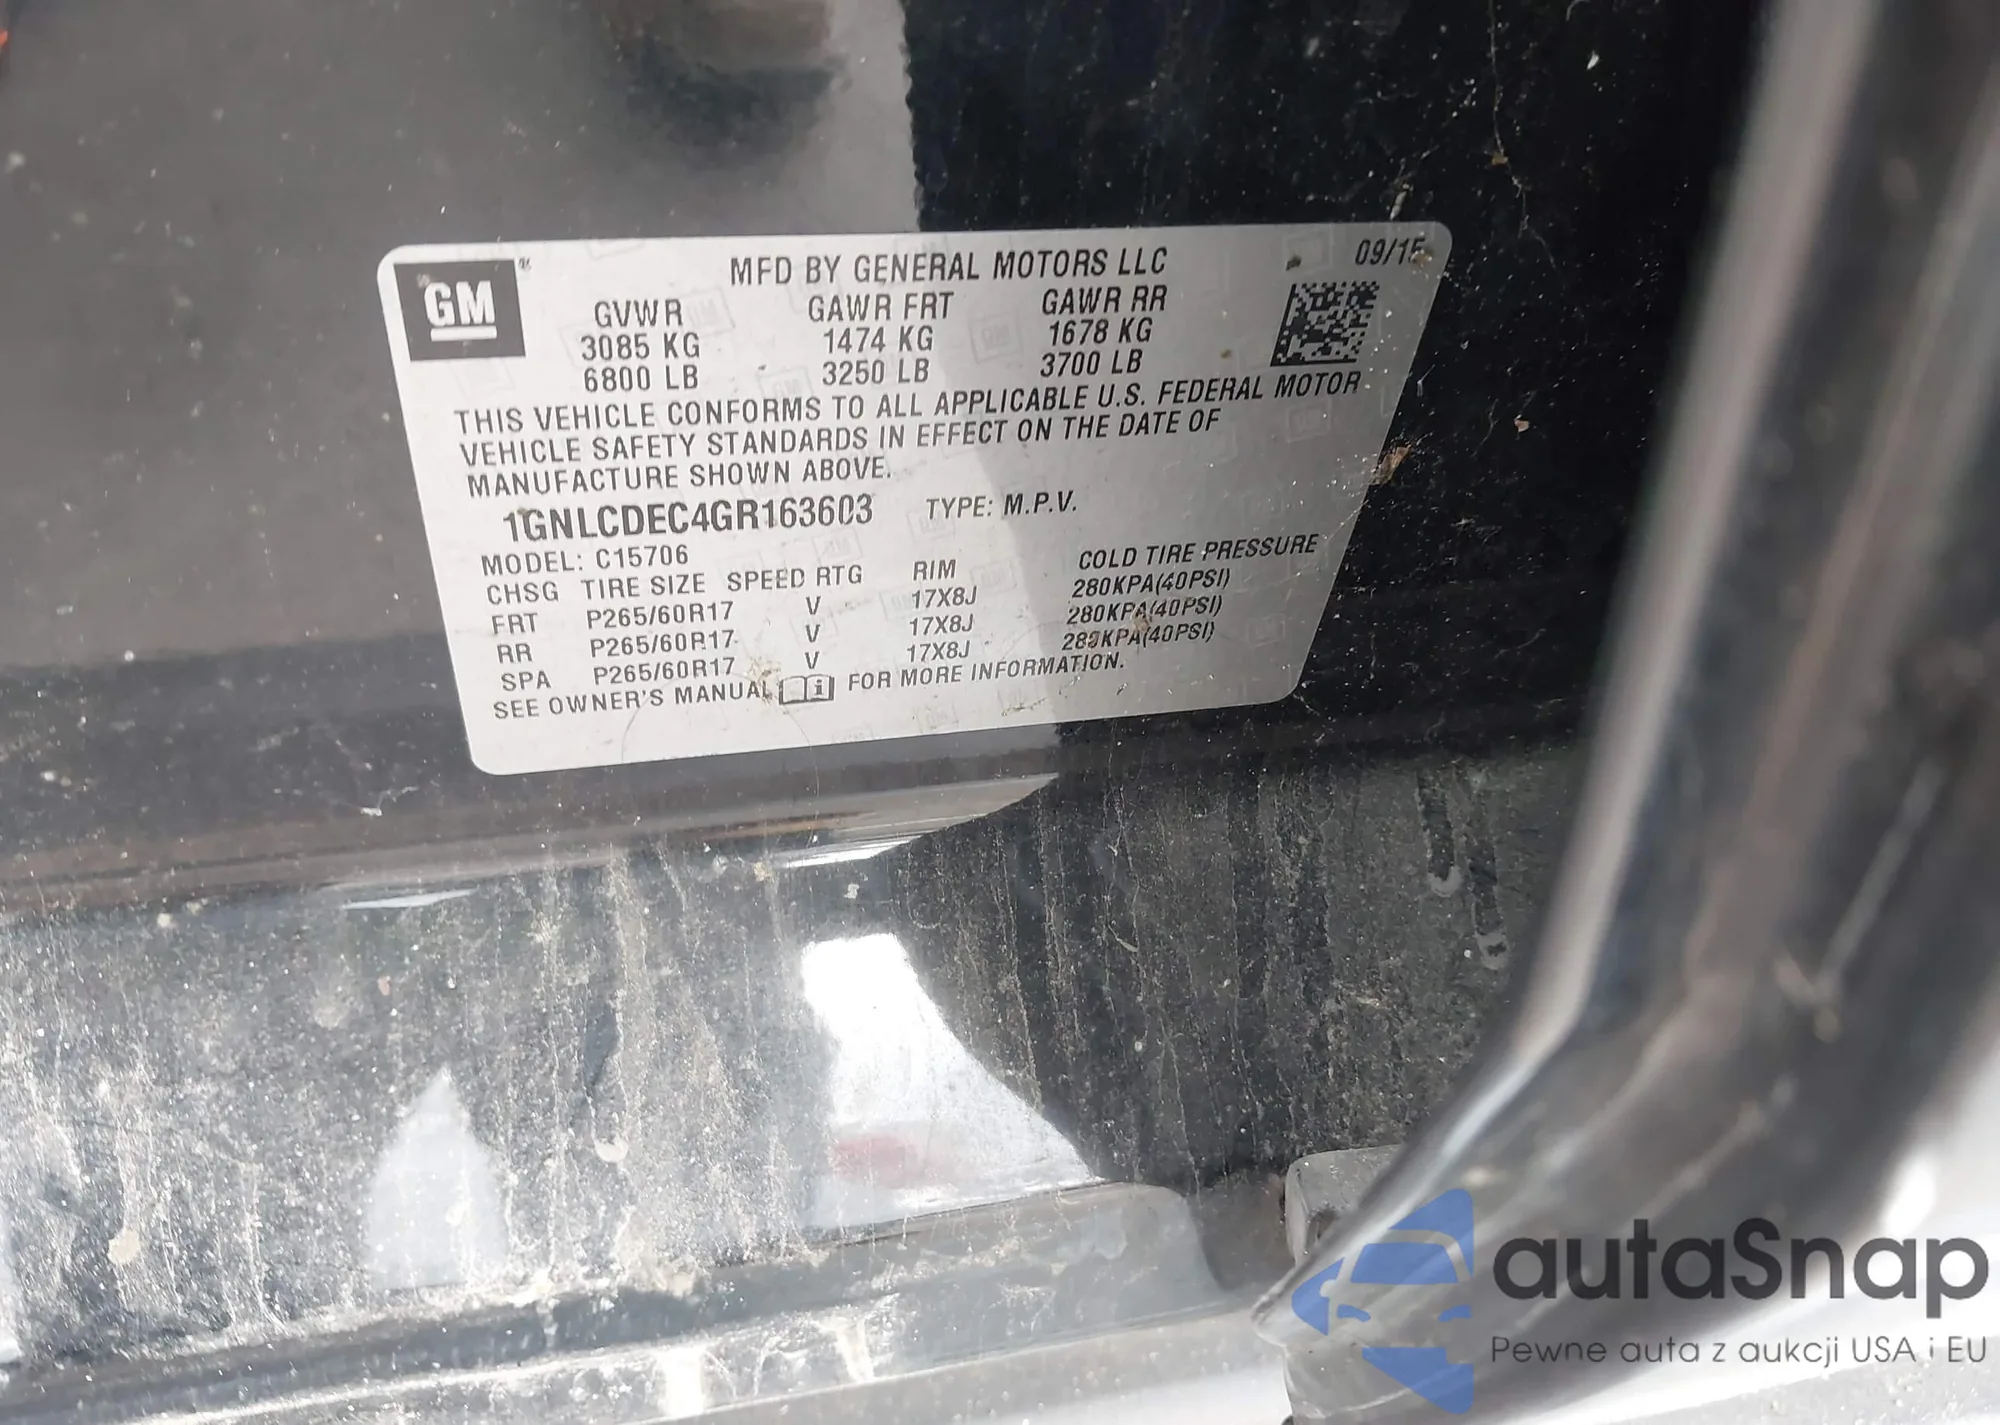 GM
MFD BY GENERAL MOTORS LLC 09/15
GVWR GAWR FRT GAWR RR
3085 KG 1474 KG 1678 KG
6800 LB 3250 LB 3700 LB
THIS VEHICLE CONFORMS TO ALL APPLICABLE U.S. FEDERAL MOTOR
VEHICLE SAFETY STANDARDS IN EFFECT ON THE DATE OF
MANUFACTURE SHOWN ABOVE.
1GNLCDEC4GR163603 TYPE: M.P.V.
MODEL: C15706
CHSG TIRE SIZE SPEED RTG RIM COLD TIRE PRESSURE
FRT P265/60R17 V 17X8J 280KPA(40PSI)
RR P265/60R17 V 17X8J 280KPA(40PSI)
SPA P265/60R17 V 17X8J 280KPA(40PSI)
SEE OWNER'S MANUAL FOR MORE INFORMATION.
autaSnap
Pewne auta z aukcji USA i EU